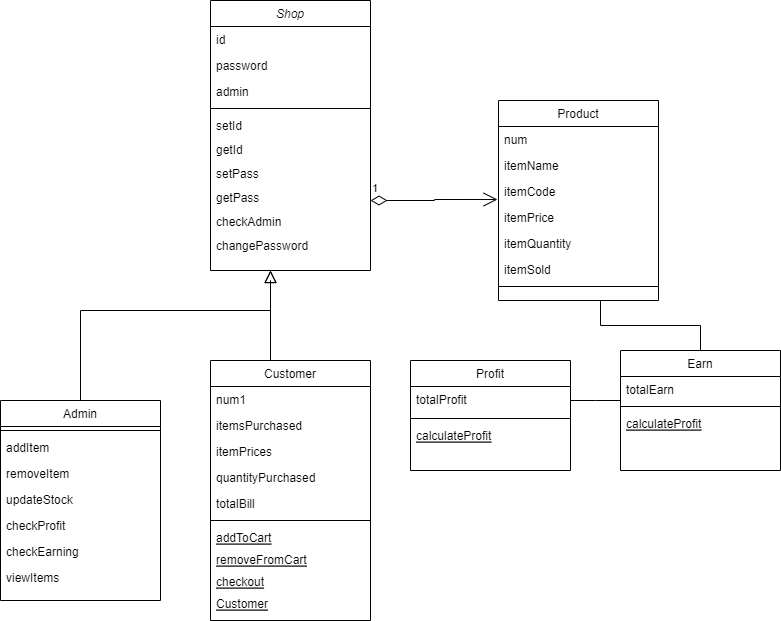 Shop
id
password
admin
setId
getId
setPass
getPass
checkAdmin
changePassword
1
Product
num
itemName
itemCode
itemPrice
itemQuantity
itemSold
Admin
addItem
removeItem
updateStock
checkProfit
checkEarning
viewItems
Customer
num1
itemsPurchased
itemPrices
quantityPurchased
totalBill
addToCart
removeFromCart
checkout
Customer
Profit
totalProfit
calculateProfit
Earn
totalEarn
calculateProfit